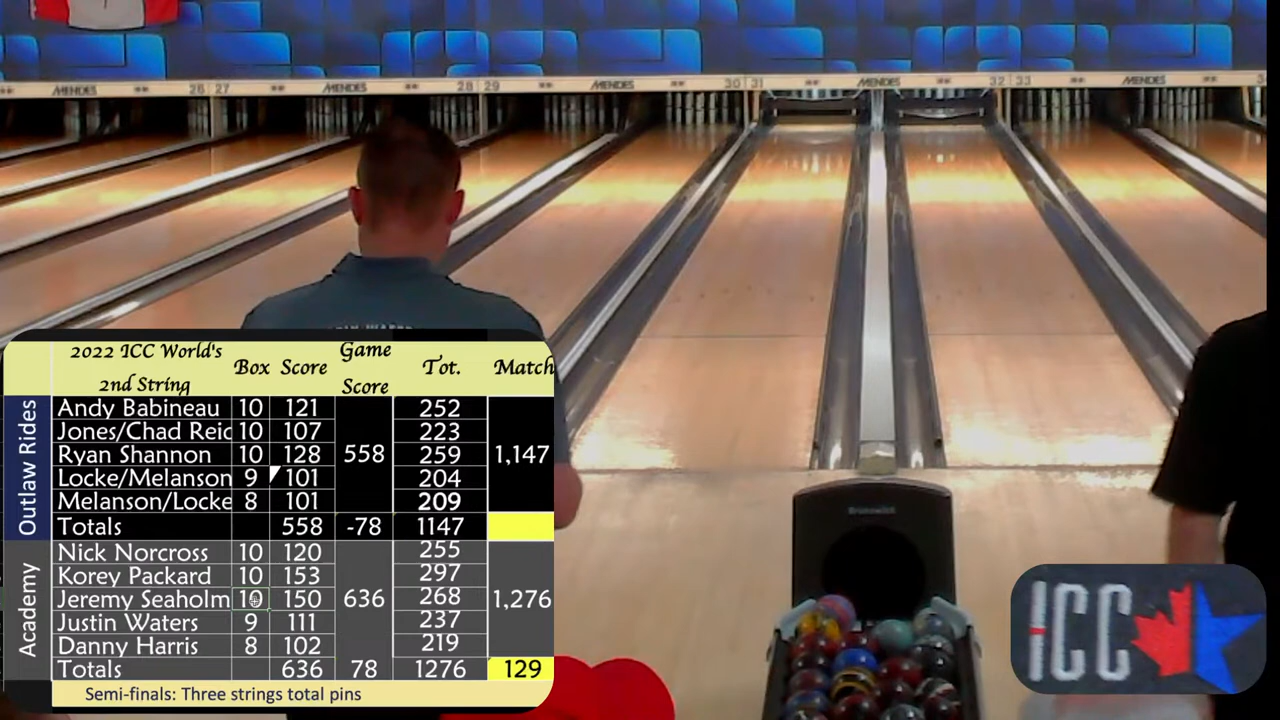 MENDES 26 27 MENDES 28 29 MENDES 30 31 MENDES 32 33 MENDES
2022 ICC World's 2nd String Box Score Game Score Tot. Match
Outlaw Rides
Andy Babineau 10 121 252
Jones/Chad Reid 10 107 223
Ryan Shannon 10 128 558 259 1,147
Locke/Melanson 9 101 204
Melanson/Locke 8 101 209
Totals 558 -78 1147
Academy
Nick Norcross 10 120 255
Korey Packard 10 153 297
Jeremy Seaholm 10 150 636 268 1,276
Justin Waters 9 111 237
Danny Harris 8 102 219
Totals 636 78 1276 129
Semi-finals: Three strings total pins
Brunswick
ICC